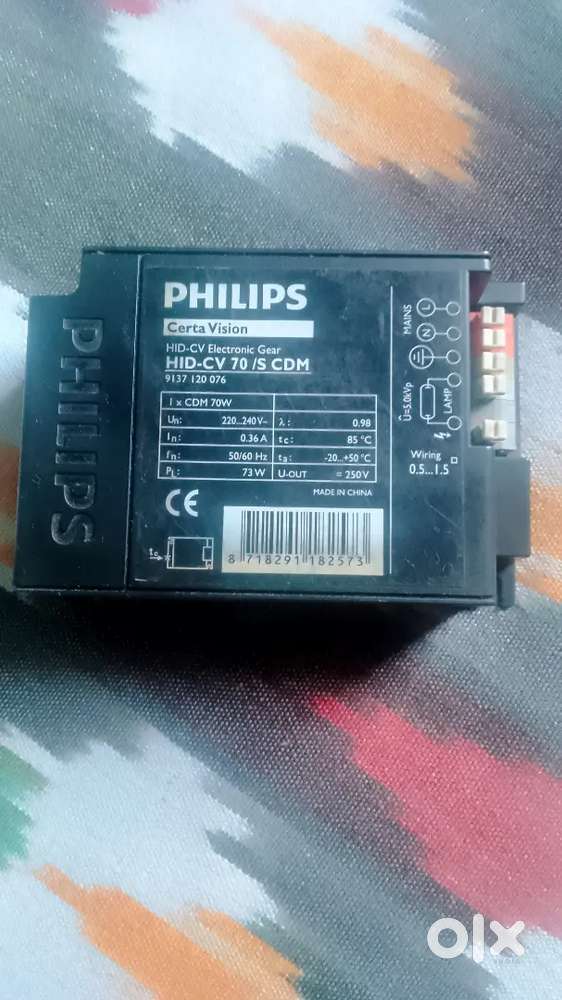 PHILIPS
PHILIPS
Certa Vision
HID-CV Electronic Gear
HID-CV 70 /S CDM
9137 120 076
1 x CDM 70W
Un: 220...240V~ λ: 0.98
In: 0.36 A tc: 85 °C
fn: 50/60 Hz ta: -20...+50°C
PL: 73 W U-OUT = 250V
MADE IN CHINA
CE
tc
8 718291 182573
MAINS
L
N
LAMP
Û=5.0kVp
Wiring
0.5...1.5
olx